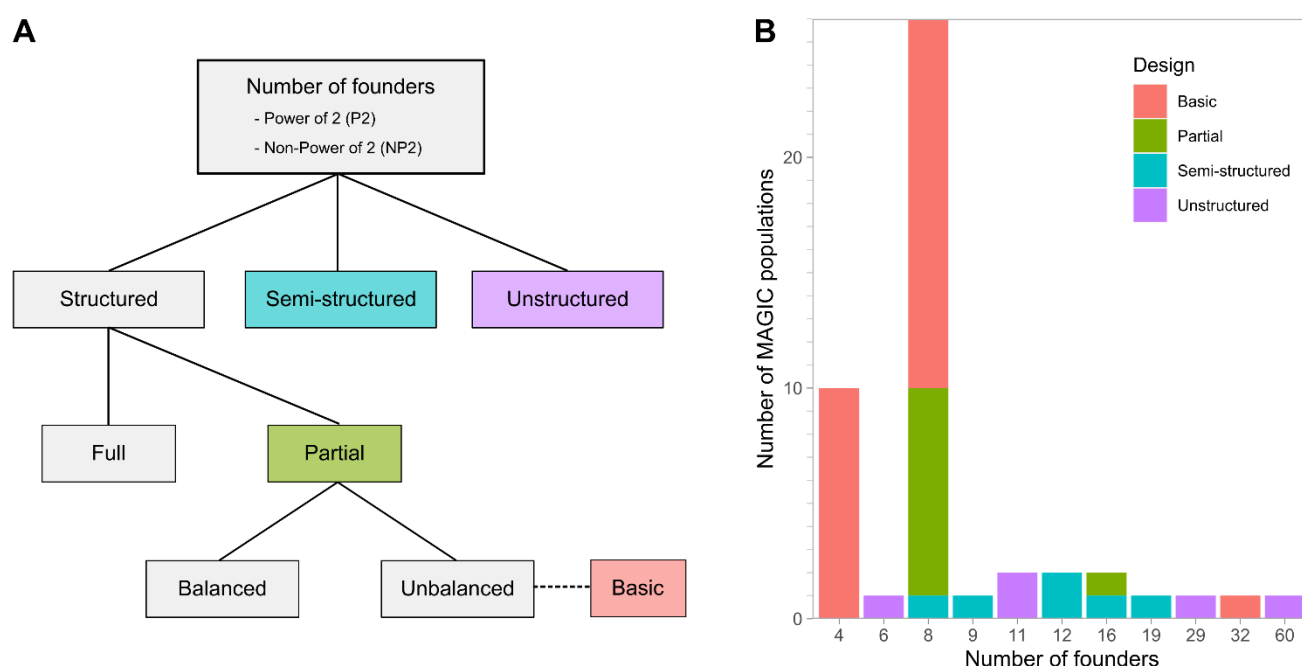 A
Number of founders
- Power of 2 (P2)
- Non-Power of 2 (NP2)
Structured
Semi-structured
Unstructured
Full
Partial
Balanced
Unbalanced
Basic
B
Design
Basic
Partial
Semi-structured
Unstructured
Number of MAGIC populations
20
10
0
4 6 8 9 11 12 16 19 29 32 60
Number of founders